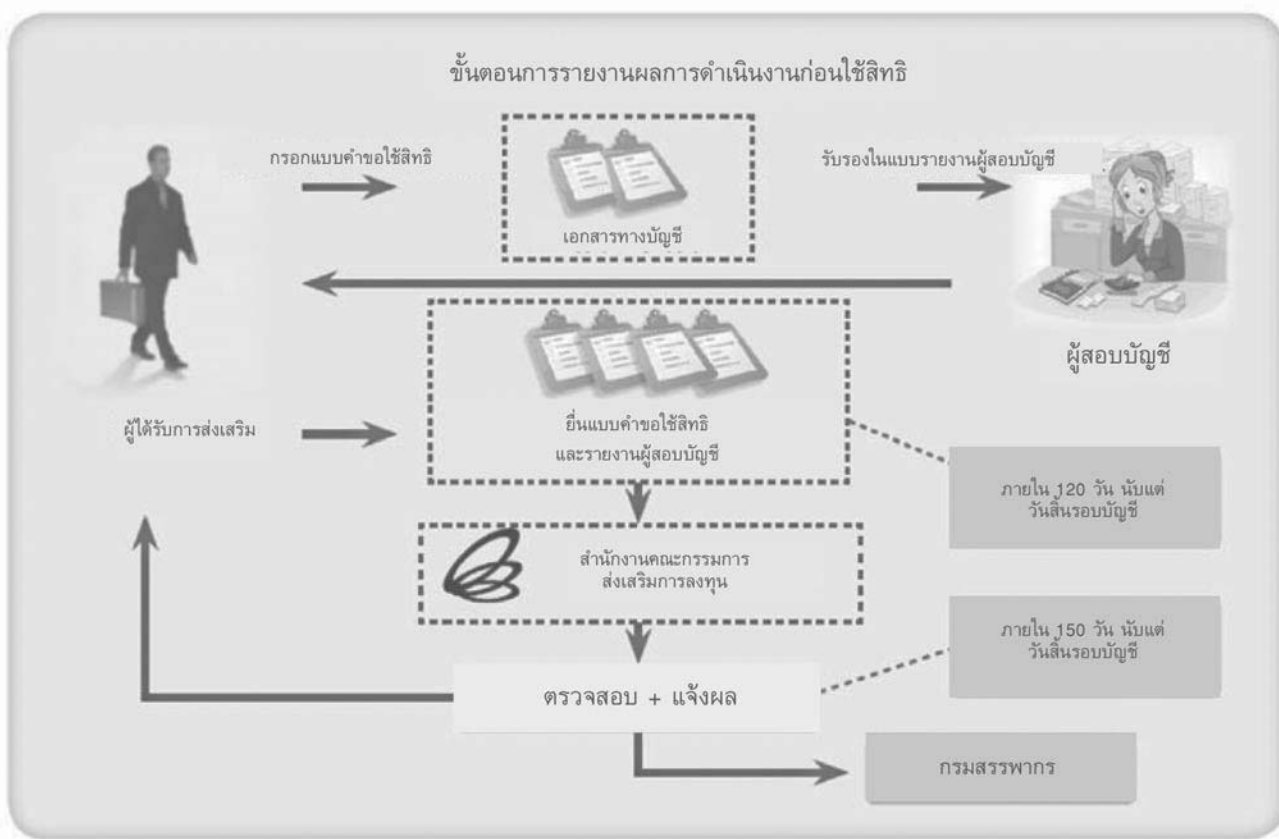 ขั้นตอนการรายงานผลการดำเนินงานก่อนใช้สิทธิ
กรอกแบบคำขอใช้สิทธิ
เอกสารทางบัญชี
รับรองในแบบรายงานผู้สอบบัญชี
ผู้สอบบัญชี
ผู้ได้รับการส่งเสริม
ยื่นแบบคำขอใช้สิทธิ
และรายงานผู้สอบบัญชี
ภายใน 120 วัน นับแต่
วันสิ้นรอบบัญชี
สำนักงานคณะกรรมการ
ส่งเสริมการลงทุน
ภายใน 150 วัน นับแต่
วันสิ้นรอบบัญชี
ตรวจสอบ + แจ้งผล
กรมสรรพากร